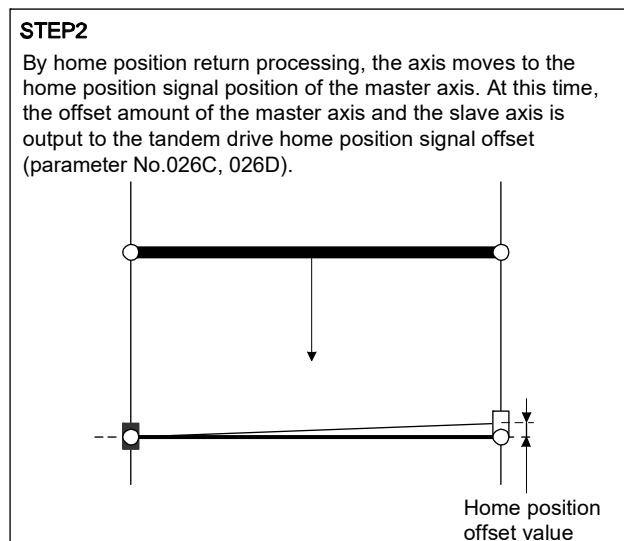 STEP2
By home position return processing, the axis moves to the
home position signal position of the master axis. At this time,
the offset amount of the master axis and the slave axis is
output to the tandem drive home position signal offset
(parameter No.026C, 026D).
Home position
offset value